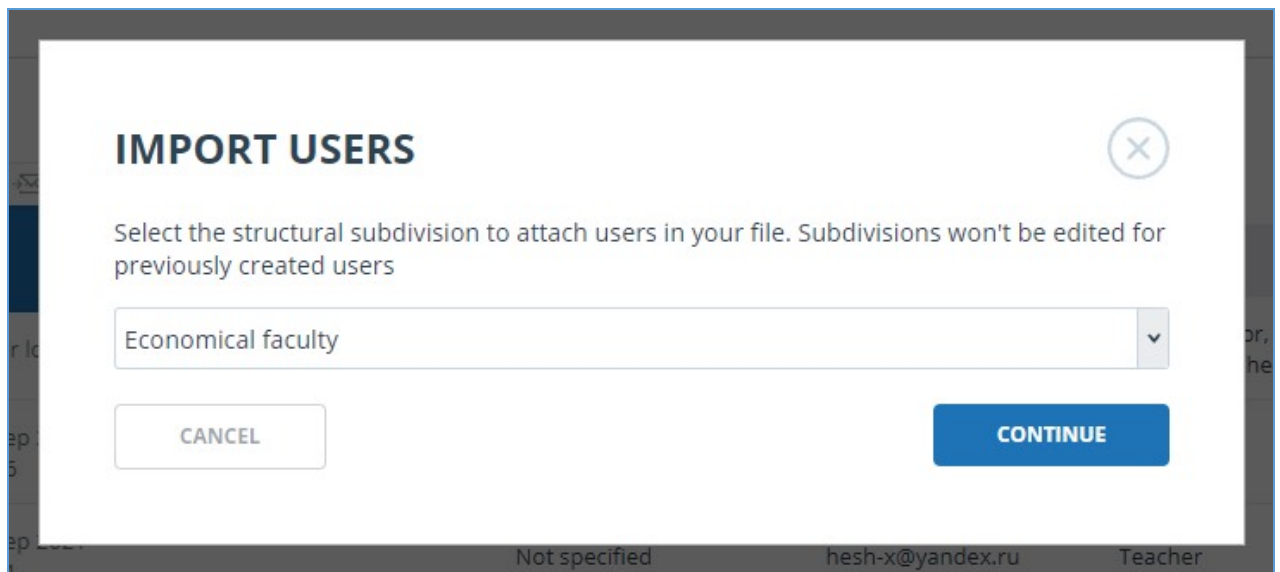 IMPORT USERS
Select the structural subdivision to attach users in your file. Subdivisions won't be edited for
previously created users
Economical faculty
CANCEL
CONTINUE
Not specified
hesh-x@yandex.ru
Teacher